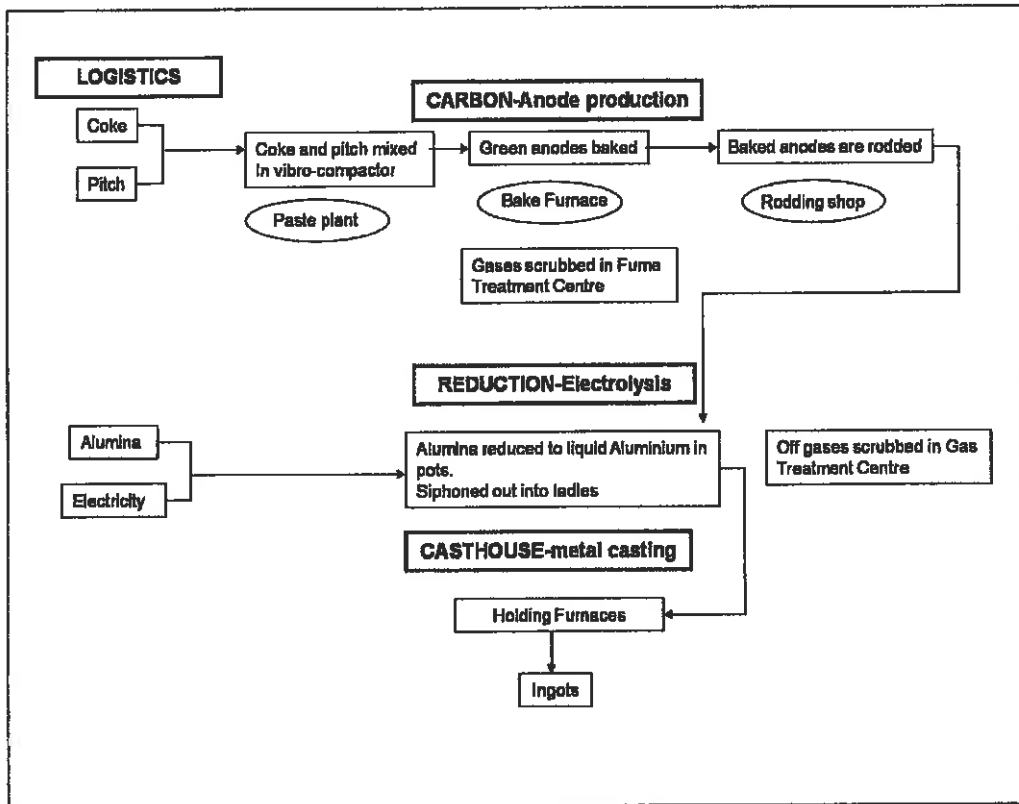 LOGISTICS
CARBON-Anode production
Coke
Pitch
Coke and pitch mixed
In vibro-compactor
Green anodes baked
Baked anodes are rodded
Paste plant
Bake Furnace
Rodding shop
Gases scrubbed in Fume
Treatment Centre
REDUCTION-Electrolysis
Alumina
Electricity
Alumina reduced to liquid Aluminium in
pots.
Siphoned out into ladles
Off gases scrubbed in Gas
Treatment Centre
CASTHOUSE-metal casting
Holding Furnaces
Ingots